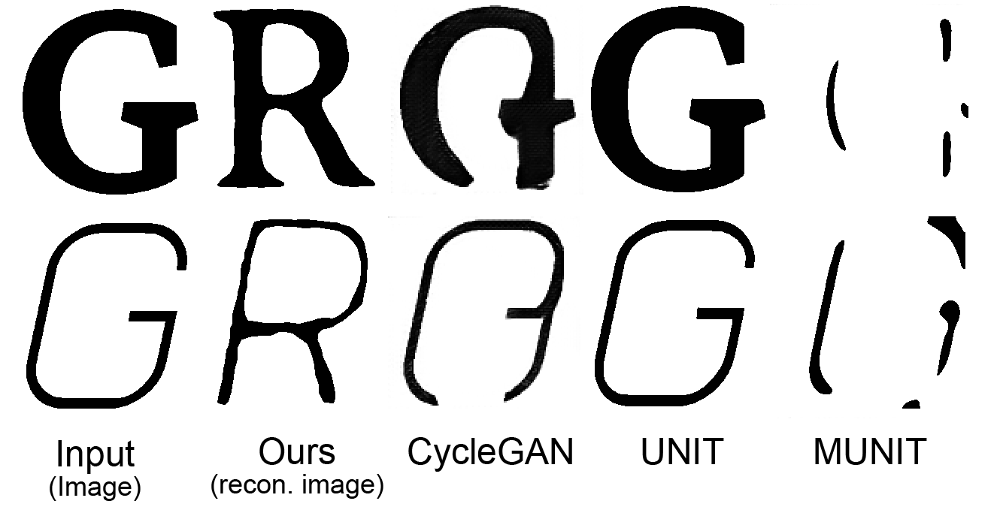 G R G
G R G
Input Ours CycleGAN UNIT MUNIT
(Image) (recon. image)